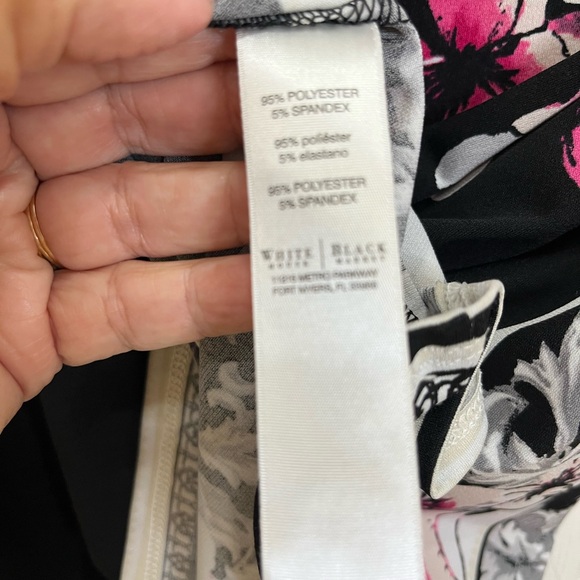 95% POLYESTER
5% SPANDEX
95% poliéster
5% elastano
95% POLYESTER
5% SPANDEX
WHITE | BLACK
HOUSE MARKET
11215 METRO PARKWAY
FORT MYERS, FL 33966